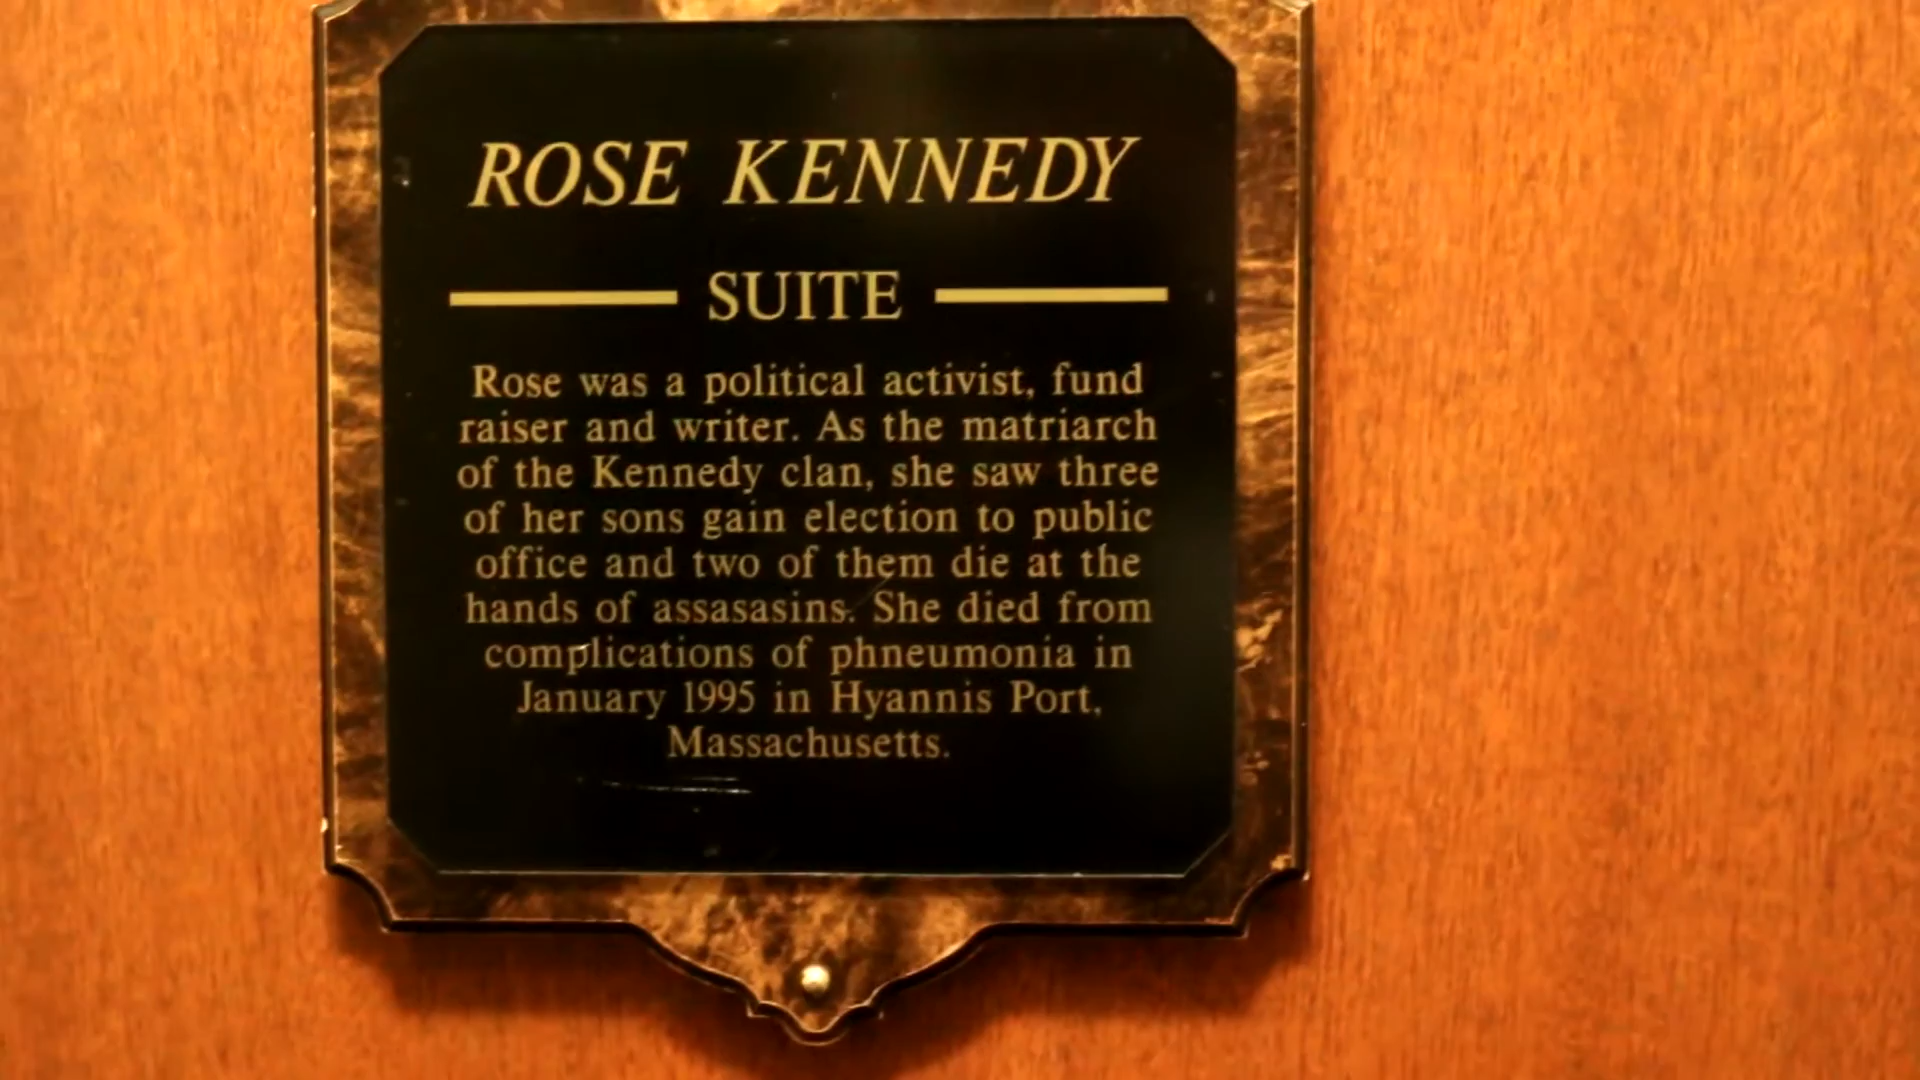 ROSE KENNEDY
SUITE
Rose was a political activist, fund
raiser and writer. As the matriarch
of the Kennedy clan, she saw three
of her sons gain election to public
office and two of them die at the
hands of assasasins. She died from
complications of phneumonia in
January 1995 in Hyannis Port,
Massachusetts.